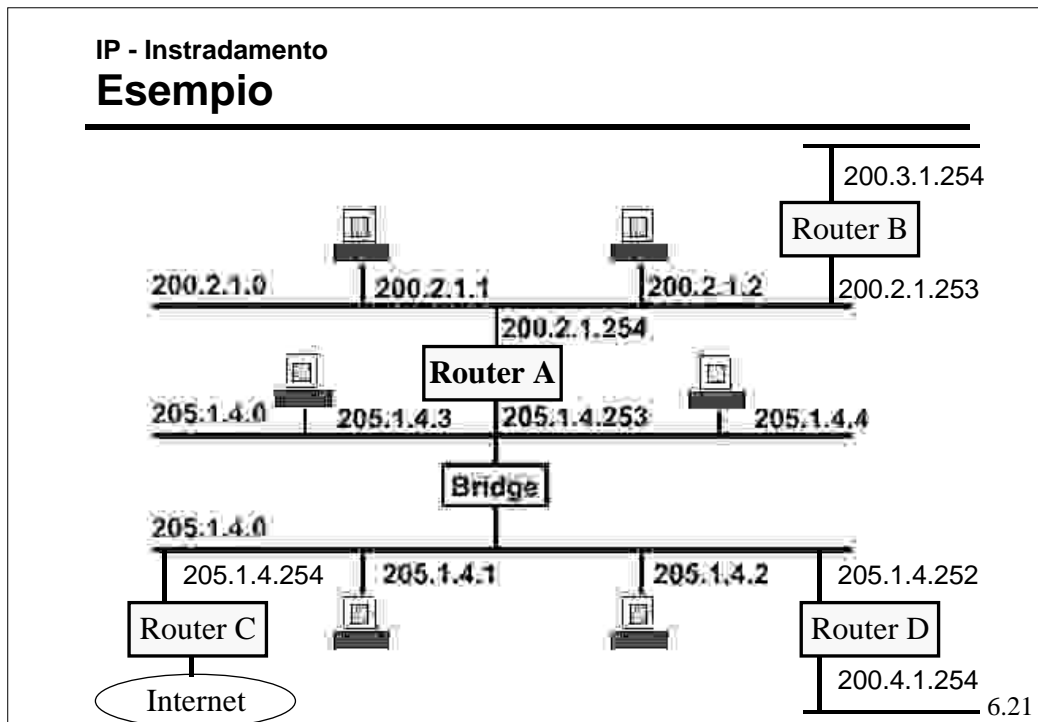 IP - Instradamento
Esempio
200.3.1.254
Router B
200.2.1.0
200.2.1.1
200.2.1.2
200.2.1.253
200.2.1.254
Router A
205.1.4.0
205.1.4.3
205.1.4.253
205.1.4.4
Bridge
205.1.4.0
205.1.4.254
205.1.4.1
205.1.4.2
205.1.4.252
Router C
Router D
200.4.1.254
Internet
6.21